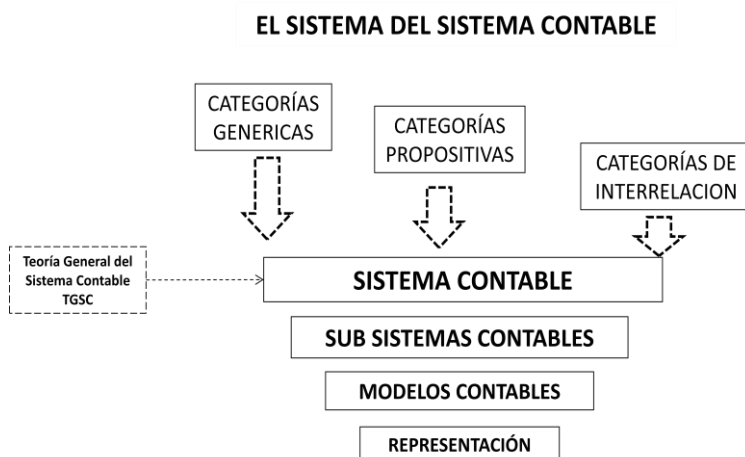 EL SISTEMA DEL SISTEMA CONTABLE
CATEGORÍAS
GENERICAS
CATEGORÍAS
PROPOSITIVAS
CATEGORÍAS DE
INTERRELACION
Teoría General del
Sistema Contable
TGSC
SISTEMA CONTABLE
SUB SISTEMAS CONTABLES
MODELOS CONTABLES
REPRESENTACIÓN